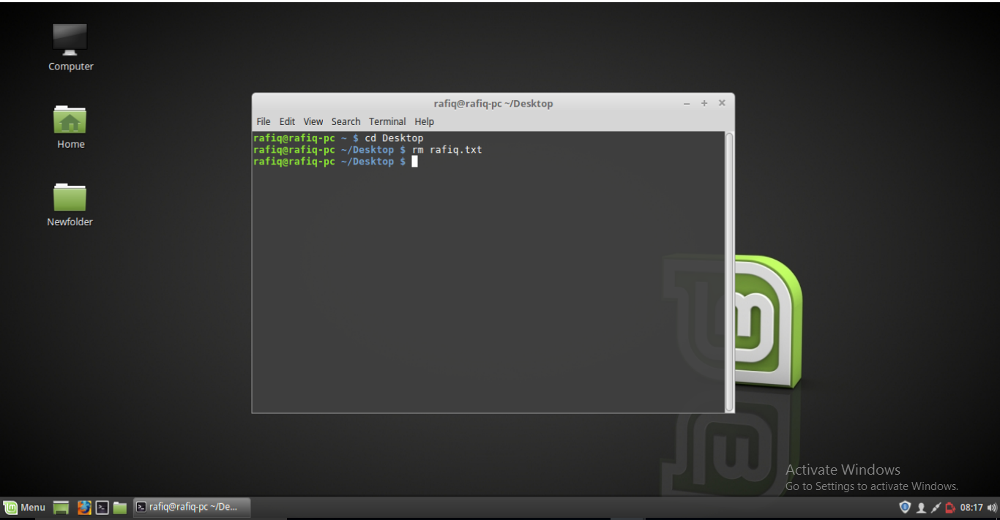 Computer
Home
Newfolder
rafiq@rafiq-pc ~/Desktop
File Edit View Search Terminal Help
rafiq@rafiq-pc ~ $ cd Desktop
rafiq@rafiq-pc ~/Desktop $ rm rafiq.txt
rafiq@rafiq-pc ~/Desktop $
Activate Windows
Go to Settings to activate Windows.
Menu
rafiq@rafiq-pc ~/De...
08:17